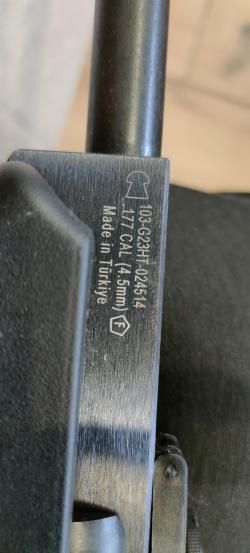 103-G23HT-024514
.177 CAL (4.5mm) F
Made in Türkiye